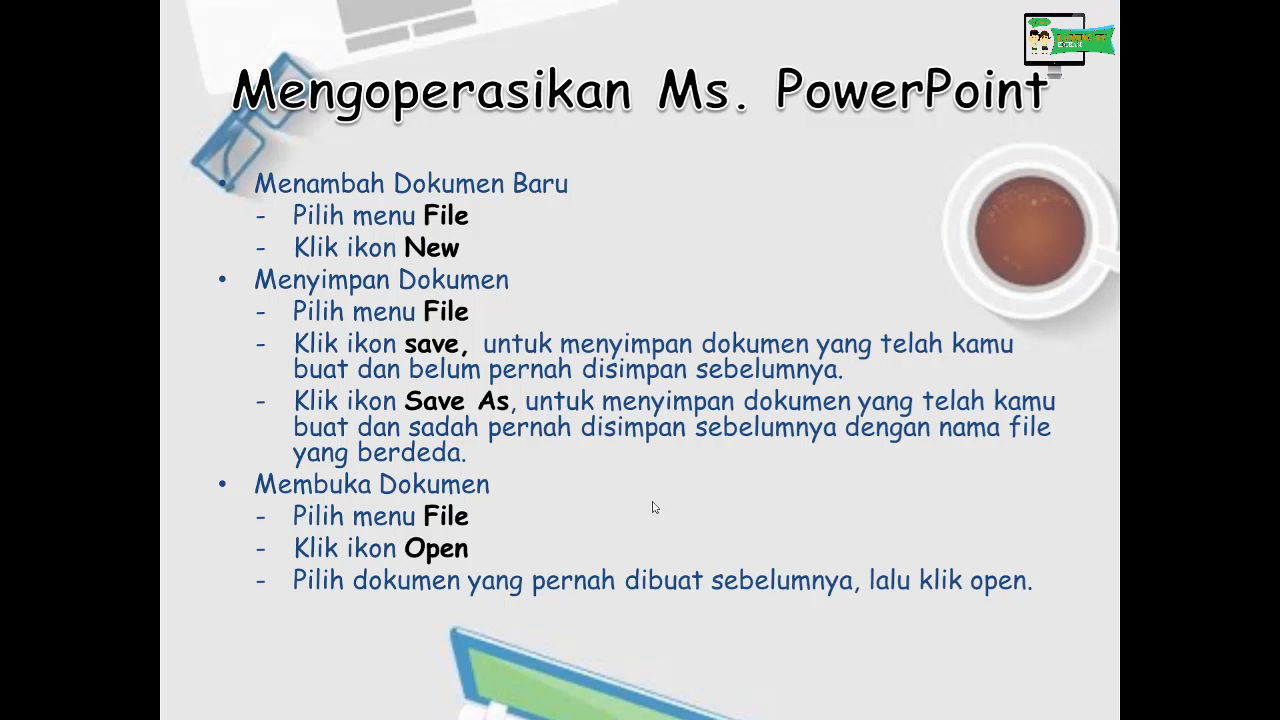 Mengoperasikan Ms. PowerPoint
• Menambah Dokumen Baru
- Pilih menu File
- Klik ikon New
• Menyimpan Dokumen
- Pilih menu File
- Klik ikon save, untuk menyimpan dokumen yang telah kamu
buat dan belum pernah disimpan sebelumnya.
- Klik ikon Save As, untuk menyimpan dokumen yang telah kamu
buat dan sadah pernah disimpan sebelumnya dengan nama file
yang berdeda.
• Membuka Dokumen
- Pilih menu File
- Klik ikon Open
- Pilih dokumen yang pernah dibuat sebelumnya, lalu klik open.